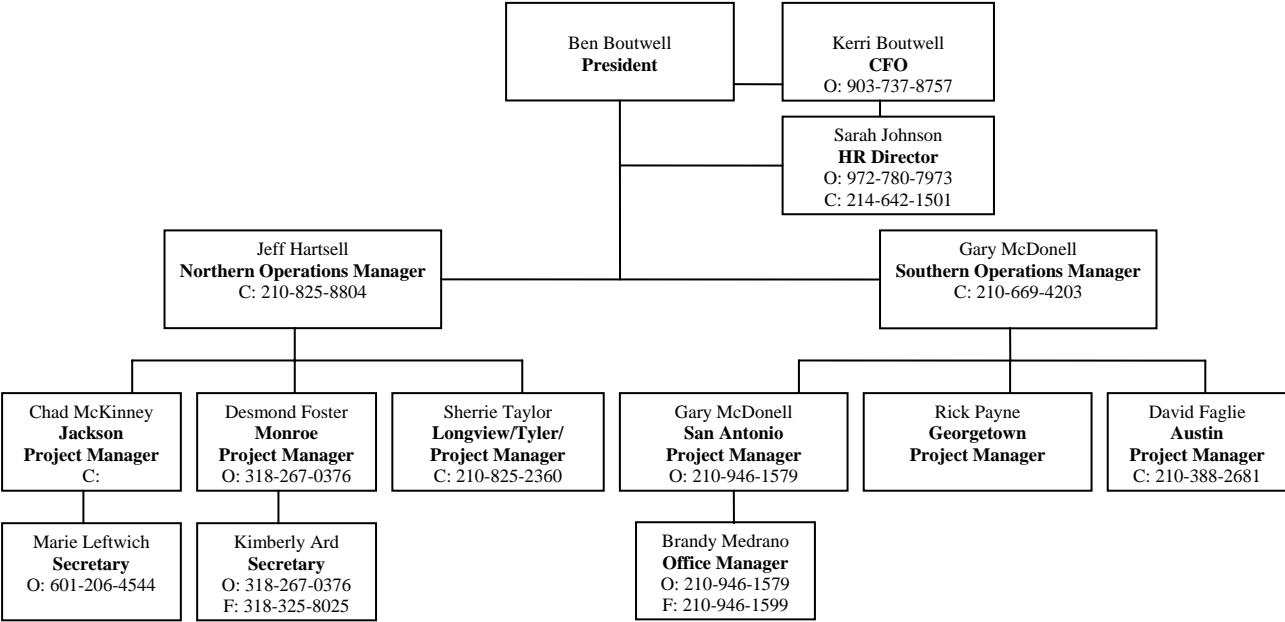 Ben Boutwell
President
Kerri Boutwell
CFO
O: 903-737-8757
Sarah Johnson
HR Director
O: 972-780-7973
C: 214-642-1501
Jeff Hartsell
Northern Operations Manager
C: 210-825-8804
Gary McDonell
Southern Operations Manager
C: 210-669-4203
Chad McKinney
Jackson
Project Manager
C:
Desmond Foster
Monroe
Project Manager
O: 318-267-0376
Sherrie Taylor
Longview/Tyler/
Project Manager
C: 210-825-2360
Gary McDonell
San Antonio
Project Manager
O: 210-946-1579
Rick Payne
Georgetown
Project Manager
David Faglie
Austin
Project Manager
C: 210-388-2681
Marie Leftwich
Secretary
O: 601-206-4544
Kimberly Ard
Secretary
O: 318-267-0376
F: 318-325-8025
Brandy Medrano
Office Manager
O: 210-946-1579
F: 210-946-1599